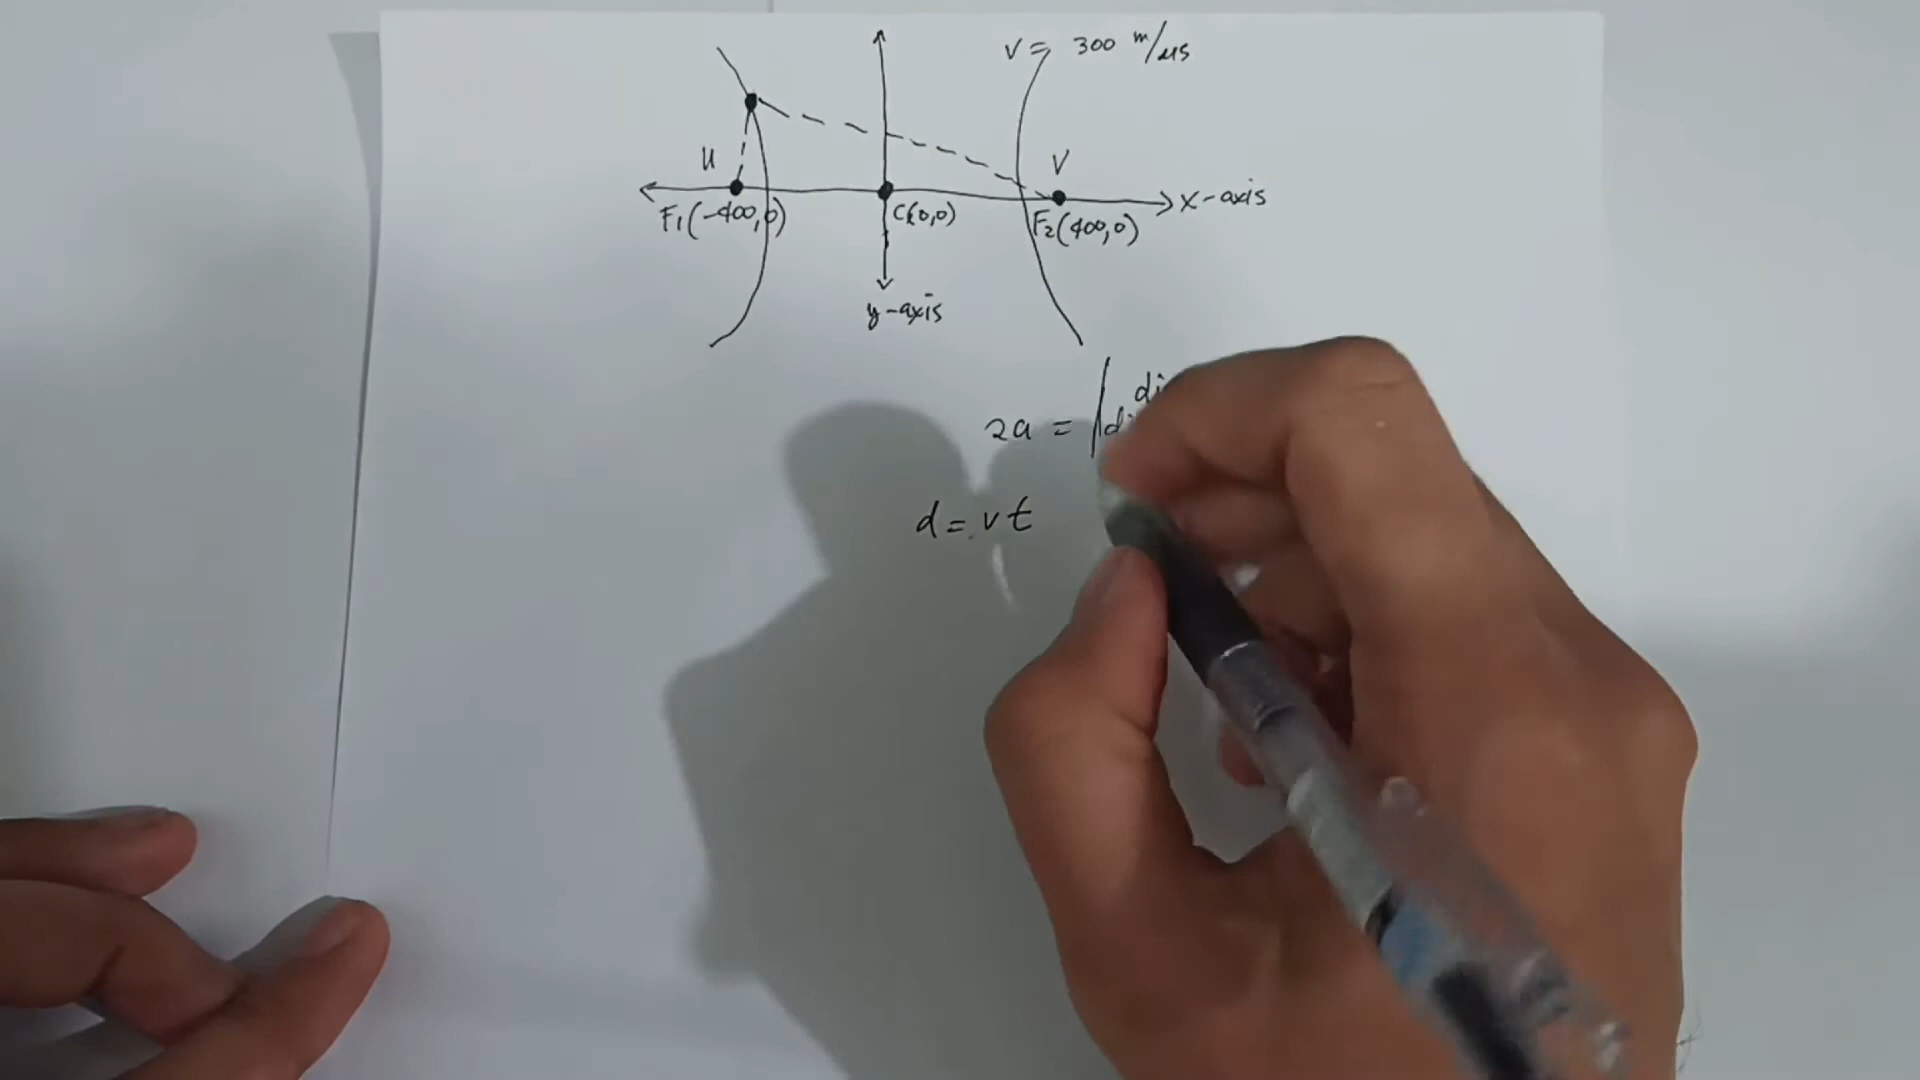 v = 300 m/μs
U
V
F₁(-400,0)
C(0,0)
F₂(400,0)
x-axis
y-axis
2a =
d = vt